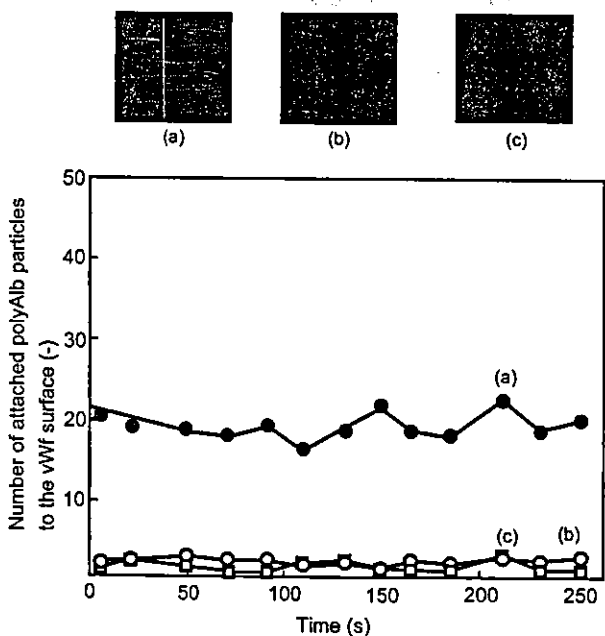 (a) (b) (c)
50
40
30
20
10
0 50 100 150 200 250
Number of attached polyAlb particles
to the vWf surface (-)
(a)
(c) (b)
Time (s)